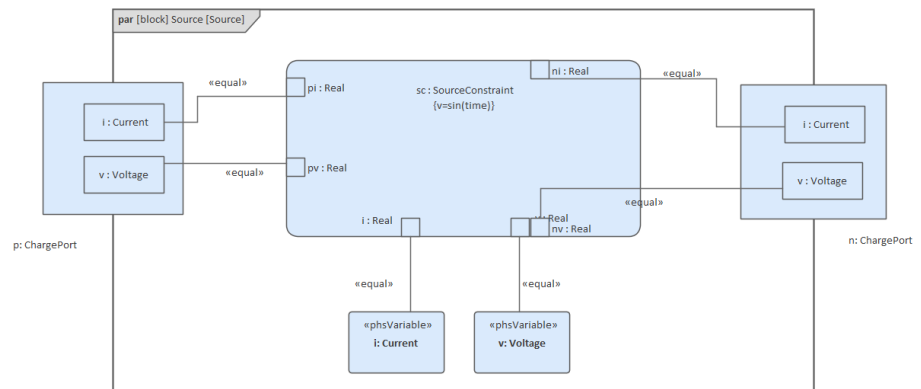 par [block] Source [Source]
«equal»
pi : Real
ni : Real
«equal»
sc : SourceConstraint
{v=sin(time)}
i : Current
i : Current
v : Voltage
«equal»
pv : Real
v : Voltage
«equal»
i : Real
v : Real
nv : Real
p: ChargePort
n: ChargePort
«equal»
«equal»
«phsVariable»
i: Current
«phsVariable»
v: Voltage